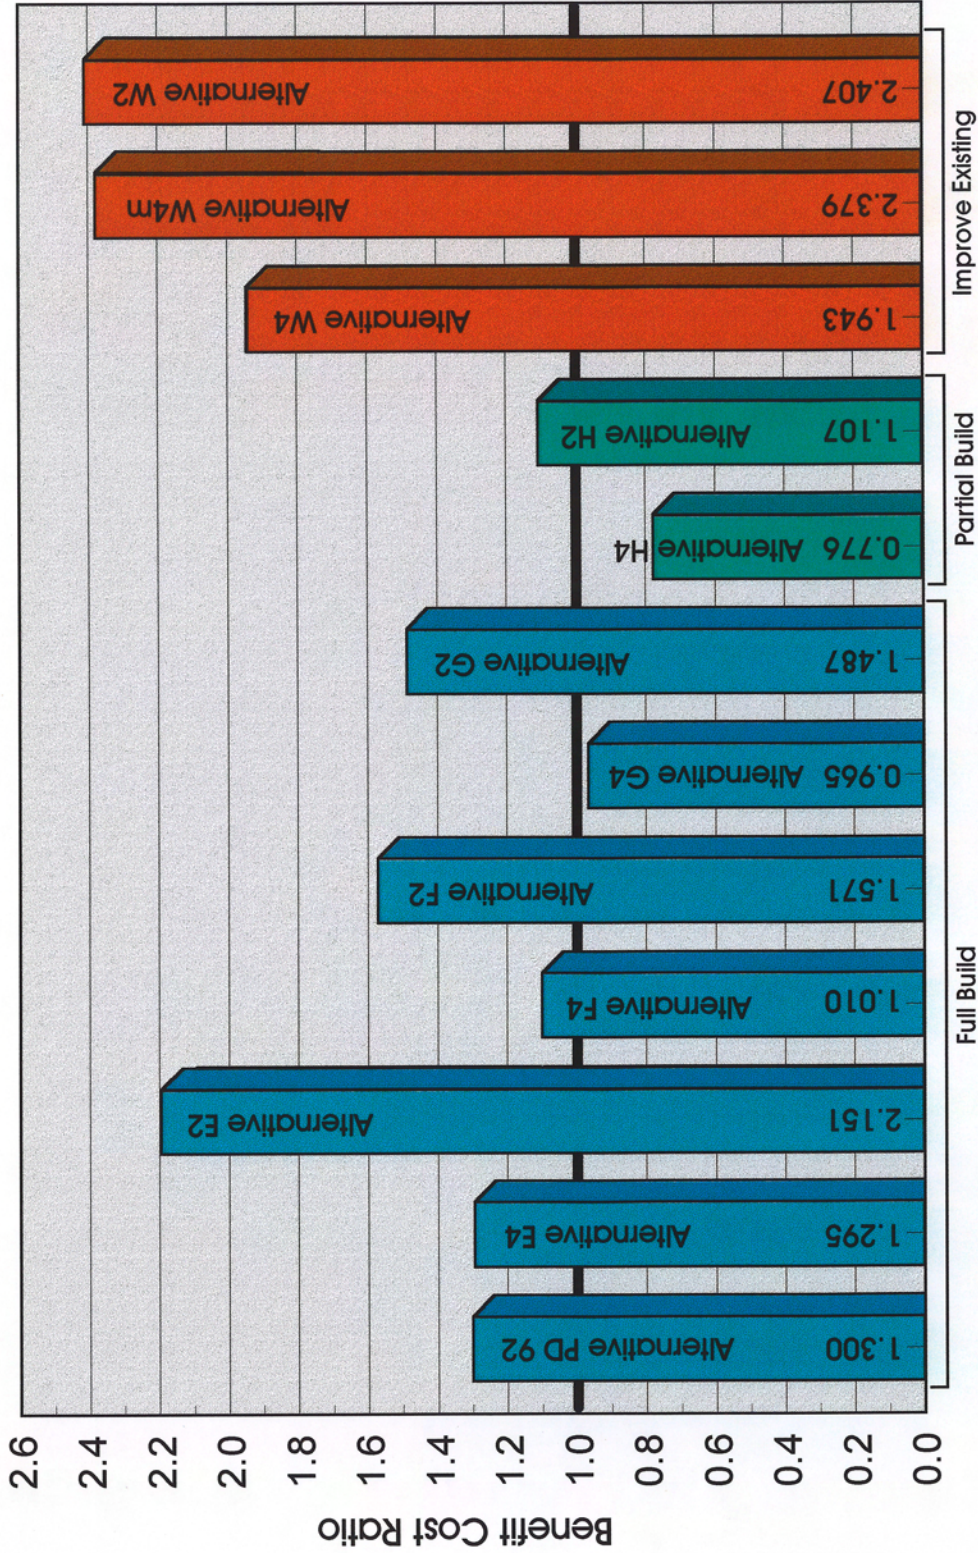 Benefit Cost Ratio
2.6
2.4
2.2
2.0
1.8
1.6
1.4
1.2
1.0
0.8
0.6
0.4
0.2
0.0
1.300 Alternative PD 92
1.295 Alternative E4
2.151 Alternative E2
1.010 Alternative F4
1.571 Alternative F2
0.965 Alternative G4
1.487 Alternative G2
0.776 Alternative H4
1.107 Alternative H2
1.943 Alternative W4
2.379 Alternative W4m
2.407 Alternative W2
Full Build
Partial Build
Improve Existing